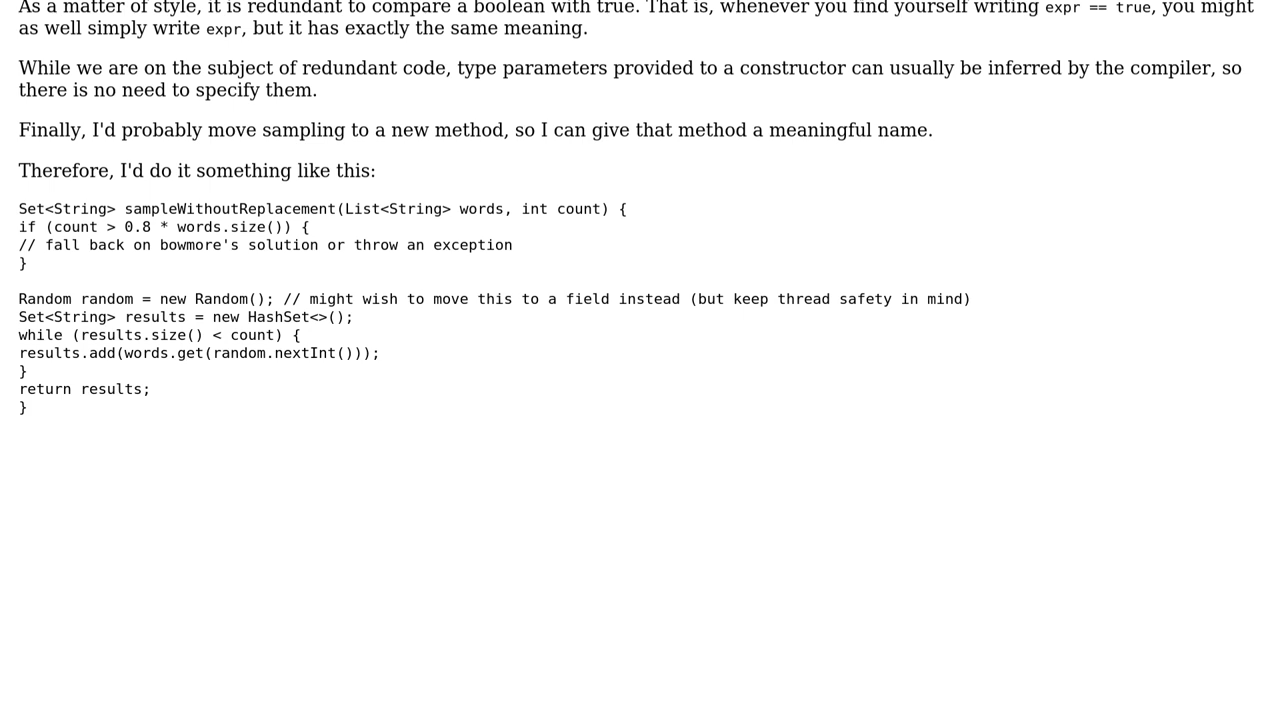 As a matter of style, it is redundant to compare a boolean with true. That is, whenever you find yourself writing expr == true, you might
as well simply write expr, but it has exactly the same meaning.
While we are on the subject of redundant code, type parameters provided to a constructor can usually be inferred by the compiler, so
there is no need to specify them.
Finally, I'd probably move sampling to a new method, so I can give that method a meaningful name.
Therefore, I'd do it something like this:
Set<String> sampleWithoutReplacement(List<String> words, int count) {
if (count > 0.8 * words.size()) {
// fall back on bowmore's solution or throw an exception
}
Random random = new Random(); // might wish to move this to a field instead (but keep thread safety in mind)
Set<String> results = new HashSet<>();
while (results.size() < count) {
results.add(words.get(random.nextInt()));
}
return results;
}